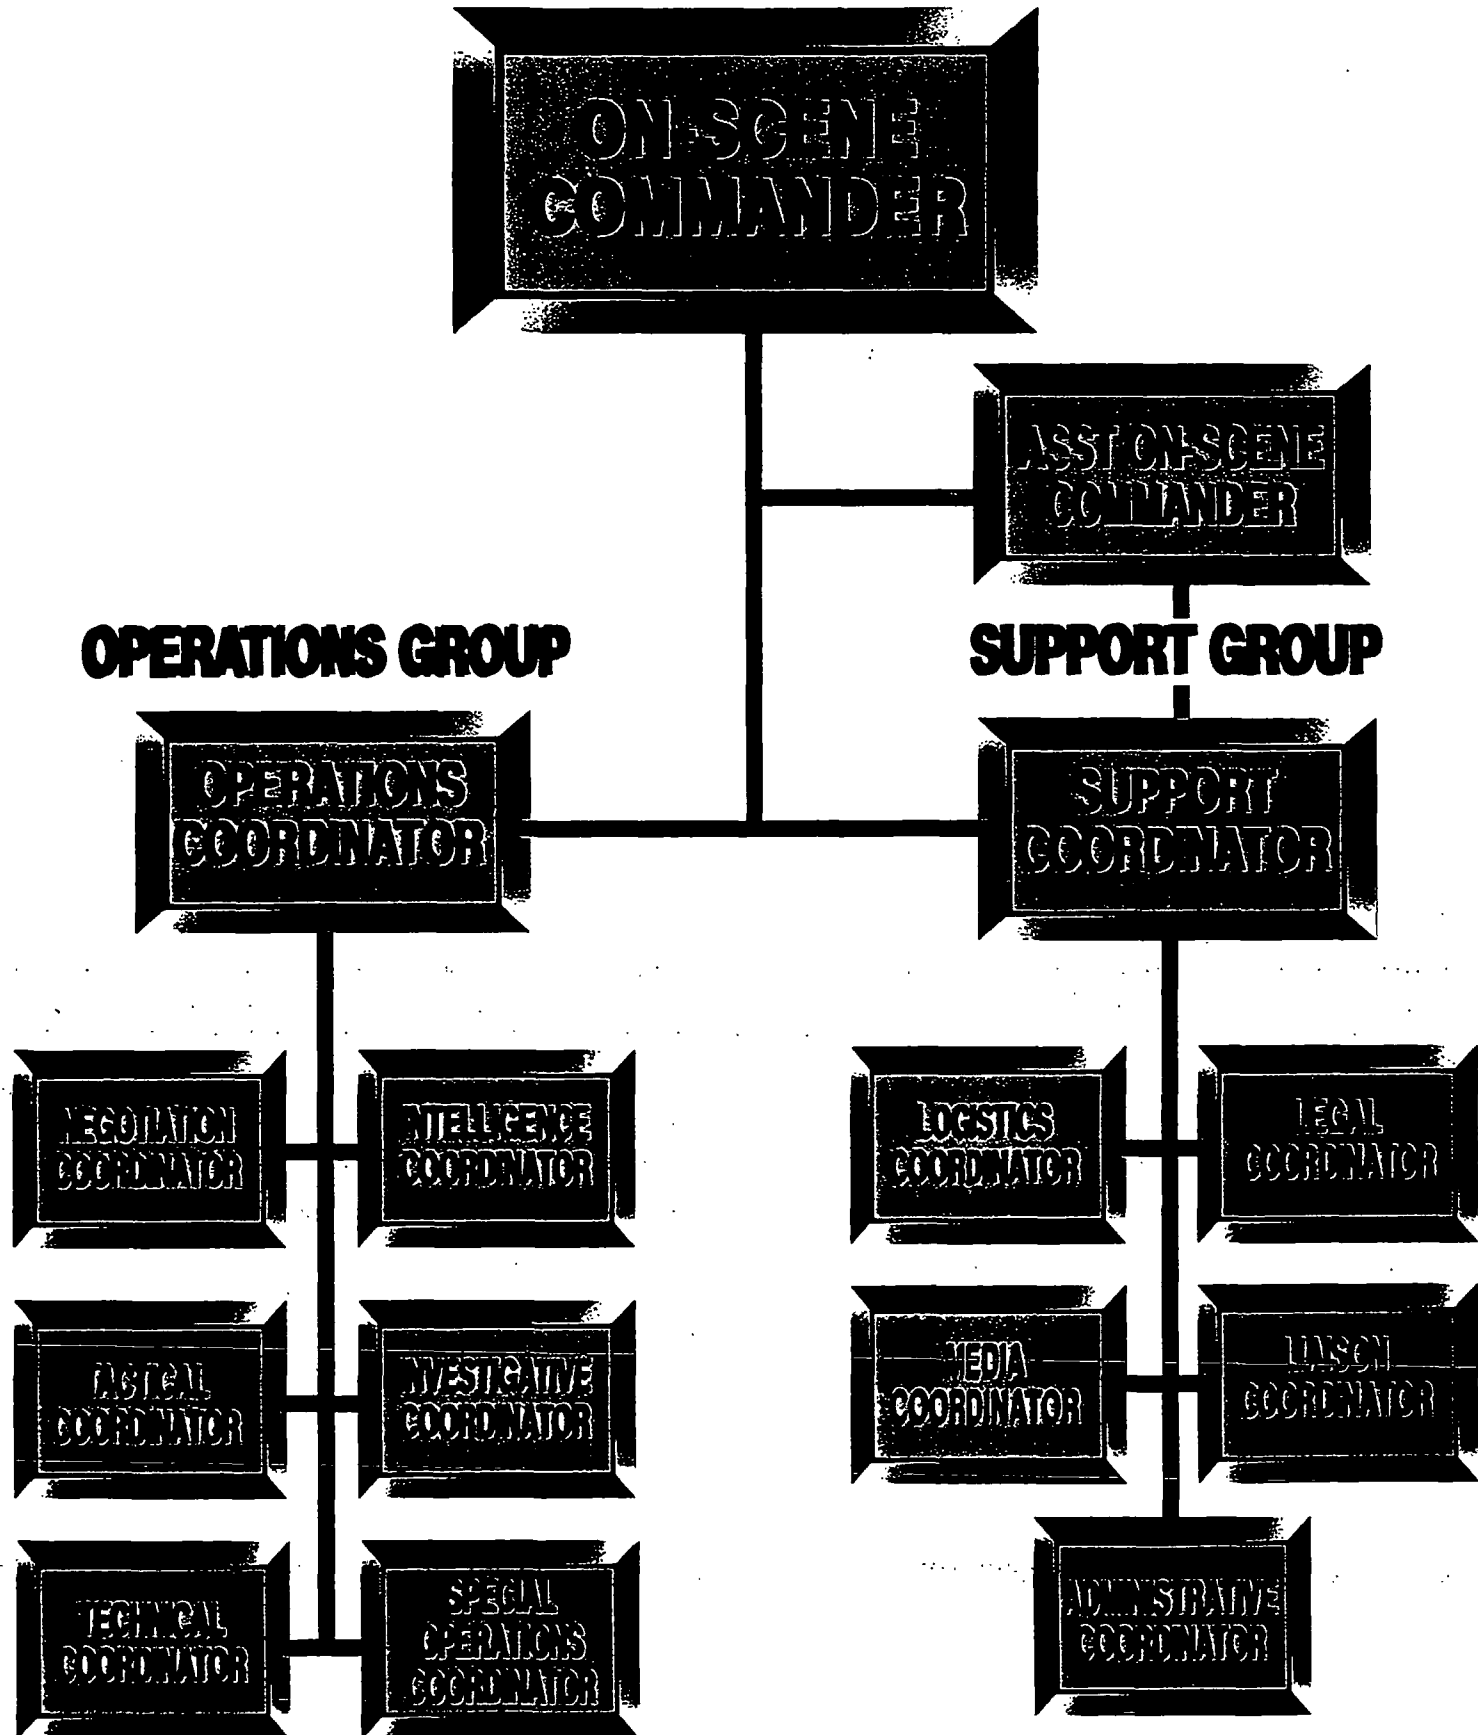 ON-SCENE
COMMANDER
ASST ON-SCENE
COMMANDER
OPERATIONS GROUP
SUPPORT GROUP
OPERATIONS
COORDINATOR
SUPPORT
COORDINATOR
NEGOTIATION
COORDINATOR
INTELLIGENCE
COORDINATOR
LOGISTICS
COORDINATOR
LEGAL
COORDINATOR
TACTICAL
COORDINATOR
INVESTIGATIVE
COORDINATOR
MEDIA
COORDINATOR
LIAISON
COORDINATOR
TECHNICAL
COORDINATOR
SPECIAL
OPERATIONS
COORDINATOR
ADMINISTRATIVE
COORDINATOR